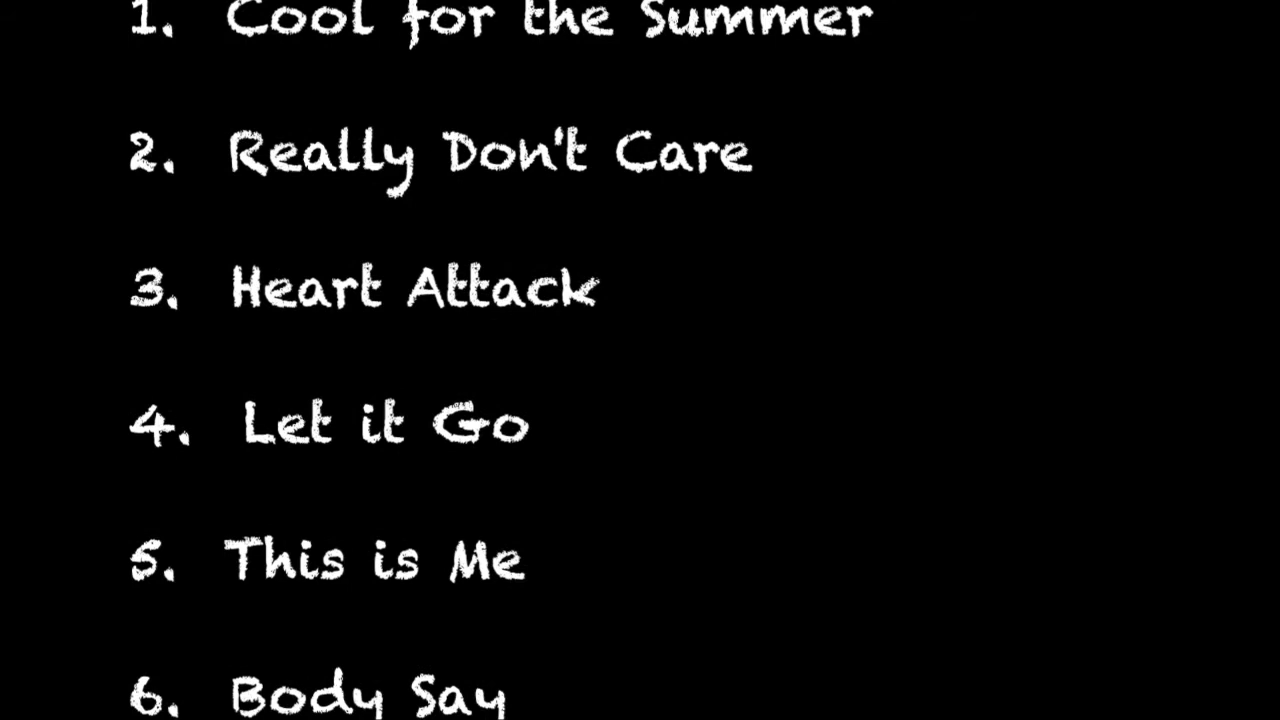 1. Cool for the Summer
2. Really Don't Care
3. Heart Attack
4. Let it Go
5. This is Me
6. Body Say